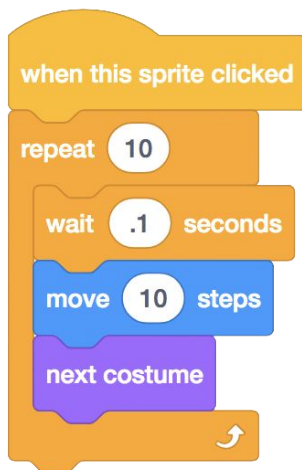 when this sprite clicked
repeat 10
wait .1 seconds
move 10 steps
next costume